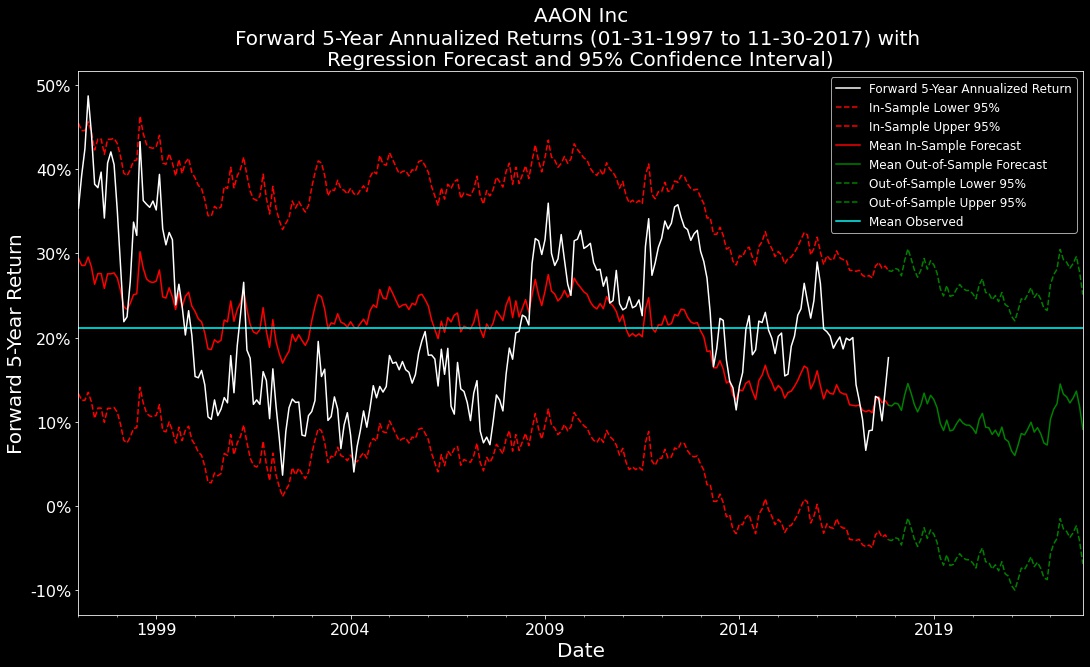 AAON Inc
Forward 5-Year Annualized Returns (01-31-1997 to 11-30-2017) with
Regression Forecast and 95% Confidence Interval)
Forward 5-Year Annualized Return
In-Sample Lower 95%
In-Sample Upper 95%
Mean In-Sample Forecast
Mean Out-of-Sample Forecast
Out-of-Sample Lower 95%
Out-of-Sample Upper 95%
Mean Observed
Forward 5-Year Return
50%
40%
30%
20%
10%
0%
-10%
1999
2004
2009
2014
2019
Date